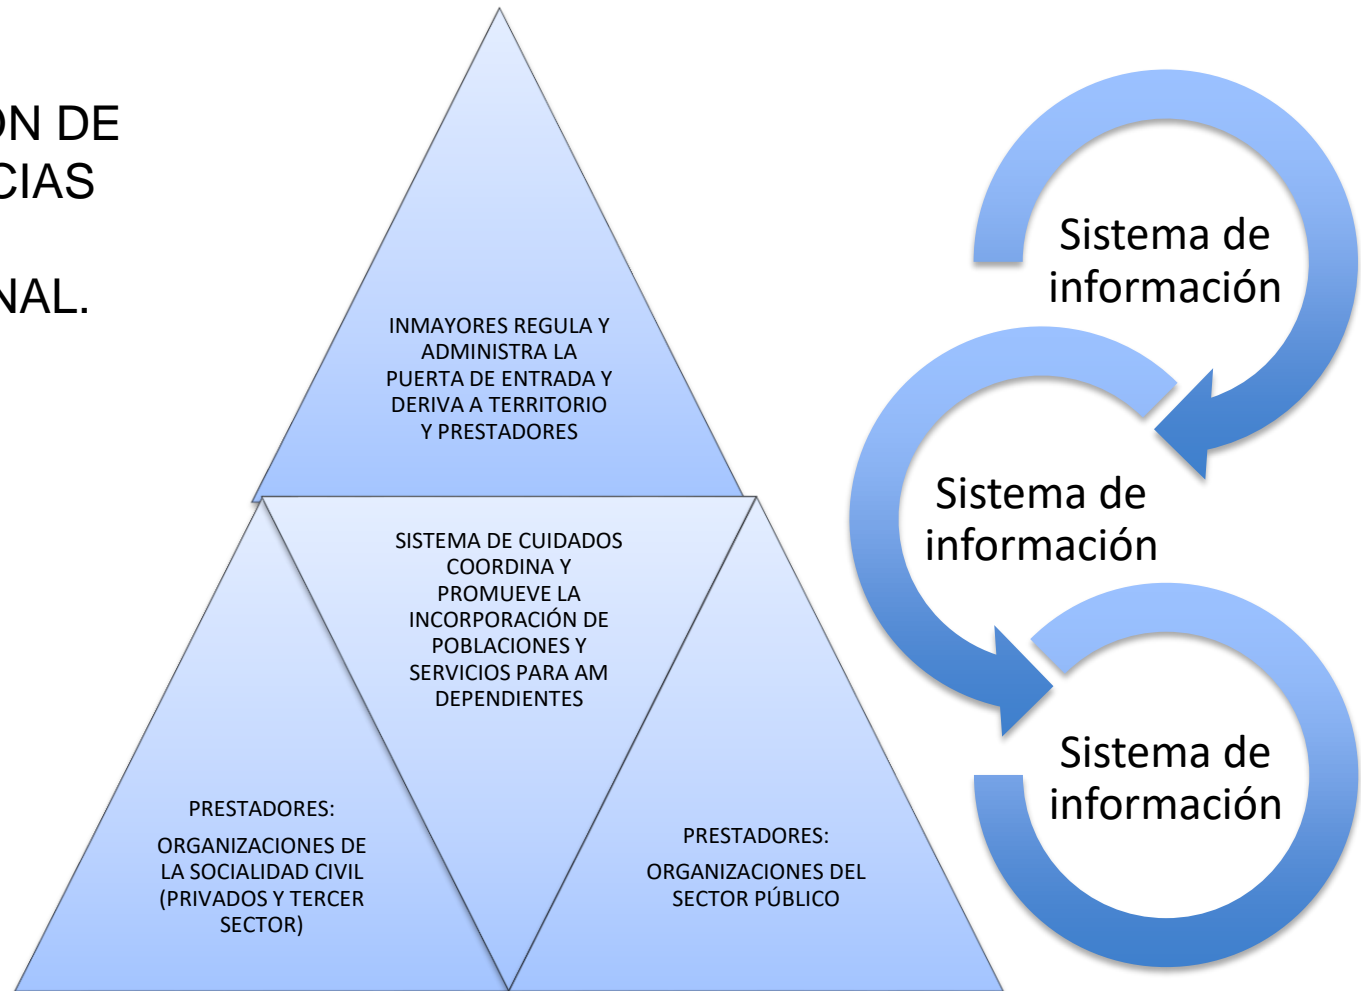 ÓN DE
CIAS
NAL.
INMAYORES REGULA Y
ADMINISTRA LA
PUERTA DE ENTRADA Y
DERIVA A TERRITORIO
Y PRESTADORES
SISTEMA DE CUIDADOS
COORDINA Y
PROMUEVE LA
INCORPORACIÓN DE
POBLACIONES Y
SERVICIOS PARA AM
DEPENDIENTES
PRESTADORES:
ORGANIZACIONES DE
LA SOCIALIDAD CIVIL
(PRIVADOS Y TERCER
SECTOR)
PRESTADORES:
ORGANIZACIONES DEL
SECTOR PÚBLICO
Sistema de
información
Sistema de
información
Sistema de
información